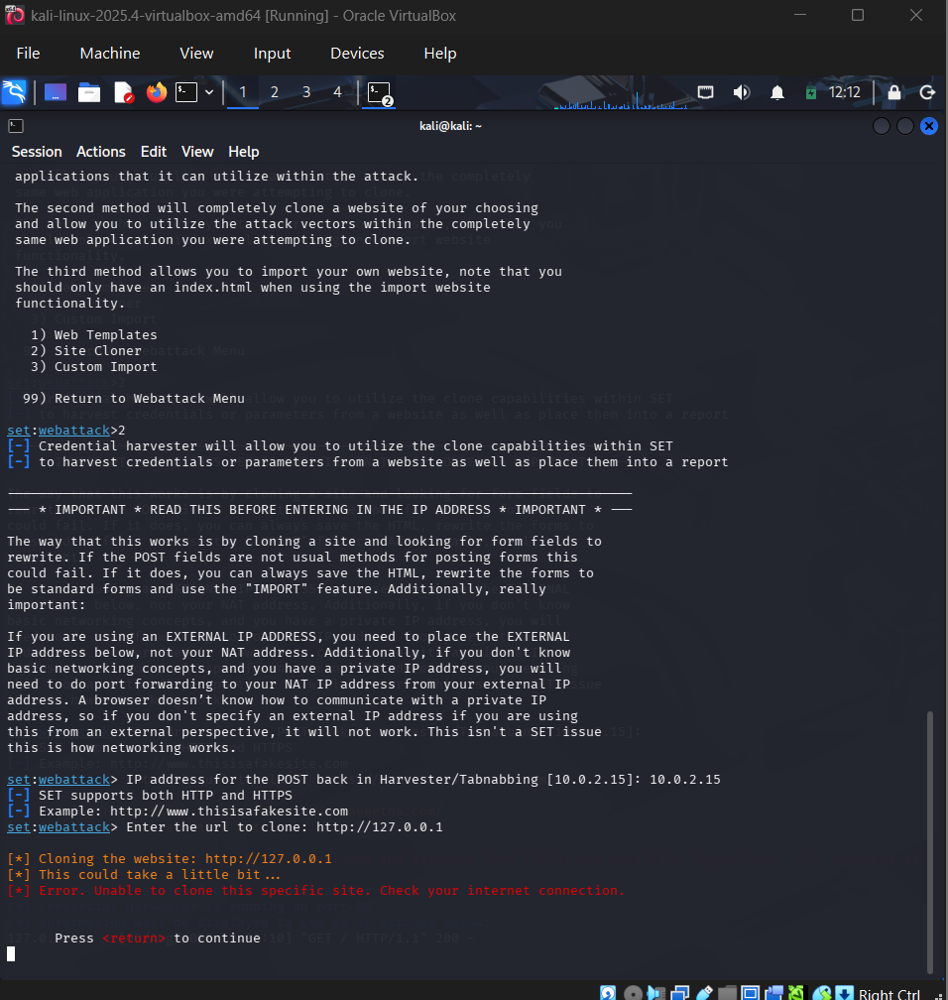 kali-linux-2025.4-virtualbox-amd64 [Running] - Oracle VirtualBox
File Machine View Input Devices Help
1 2 3 4 2 12:12
kali@kali: ~
Session Actions Edit View Help
applications that it can utilize within the attack.
The second method will completely clone a website of your choosing
and allow you to utilize the attack vectors within the completely
same web application you were attempting to clone.
The third method allows you to import your own website, note that you
should only have an index.html when using the import website
functionality.
1) Web Templates
2) Site Cloner
3) Custom Import
99) Return to Webattack Menu
set:webattack>2
[-] Credential harvester will allow you to utilize the clone capabilities within SET
[-] to harvest credentials or parameters from a website as well as place them into a report
--- * IMPORTANT * READ THIS BEFORE ENTERING IN THE IP ADDRESS * IMPORTANT * ---
The way that this works is by cloning a site and looking for form fields to
rewrite. If the POST fields are not usual methods for posting forms this
could fail. If it does, you can always save the HTML, rewrite the forms to
be standard forms and use the "IMPORT" feature. Additionally, really
important:
If you are using an EXTERNAL IP ADDRESS, you need to place the EXTERNAL
IP address below, not your NAT address. Additionally, if you don't know
basic networking concepts, and you have a private IP address, you will
need to do port forwarding to your NAT IP address from your external IP
address. A browser doesn’t know how to communicate with a private IP
address, so if you don't specify an external IP address if you are using
this from an external perspective, it will not work. This isn't a SET issue
this is how networking works.
set:webattack> IP address for the POST back in Harvester/Tabnabbing [10.0.2.15]: 10.0.2.15
[-] SET supports both HTTP and HTTPS
[-] Example: http://www.thisisafakesite.com
set:webattack> Enter the url to clone: http://127.0.0.1
[*] Cloning the website: http://127.0.0.1
[*] This could take a little bit...
[*] Error. Unable to clone this specific site. Check your internet connection.
Press <return> to continue
Right Ctrl